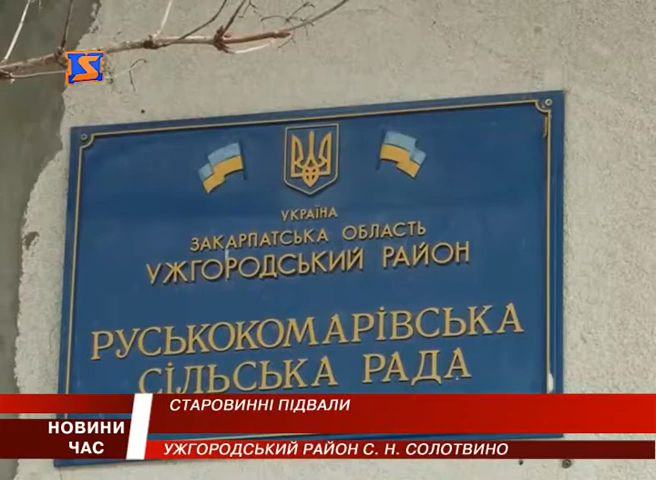 УКРАЇНА
ЗАКАРПАТСЬКА ОБЛАСТЬ
УЖГОРОДСЬКИЙ РАЙОН
РУСЬКОКОМАРІВСЬКА
СІЛЬСЬКА РАДА
СТАРОВИННІ ПІДВАЛИ
НОВИНИ
ЧАС
УЖГОРОДСЬКИЙ РАЙОН С. Н. СОЛОТВИНО